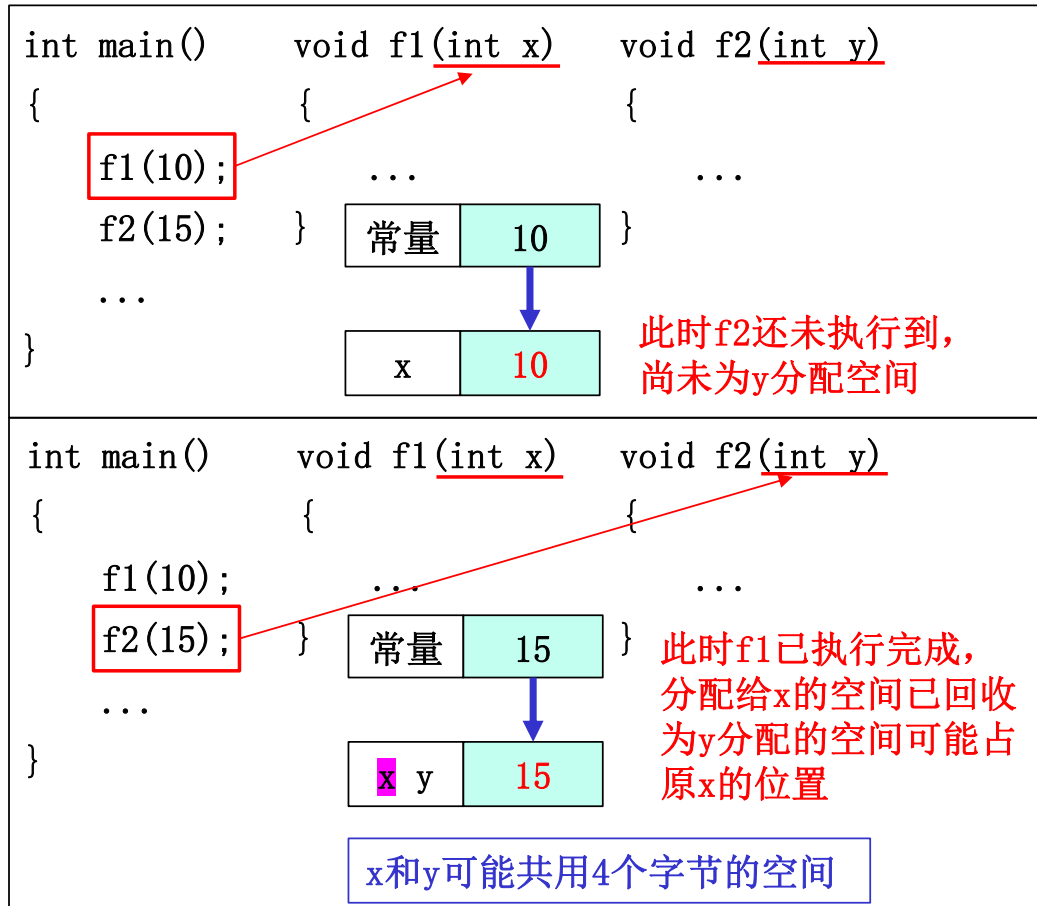 int main() void f1(int x) void f2(int y)
{ { {
f1(10); ... ...
f2(15); } }
常量 10
...
}
x 10
此时f2还未执行到，
尚未为y分配空间
int main() void f1(int x) void f2(int y)
{ { {
f1(10); ... ...
f2(15); } }
常量 15
...
}
x y 15
此时f1已执行完成，
分配给x的空间已回收
为y分配的空间可能占
原x的位置
x和y可能共用4个字节的空间